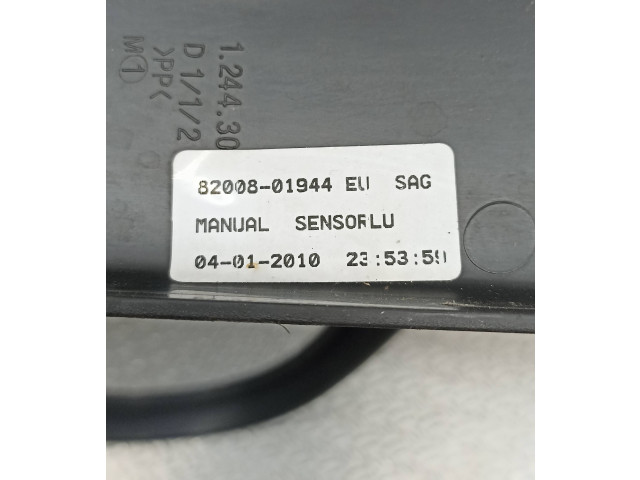 1.244.30
D 1/1/2
>PP<
M 1
82008-01944 EU SAG
MANUAL SENSORLU
04-01-2010 23:53:59